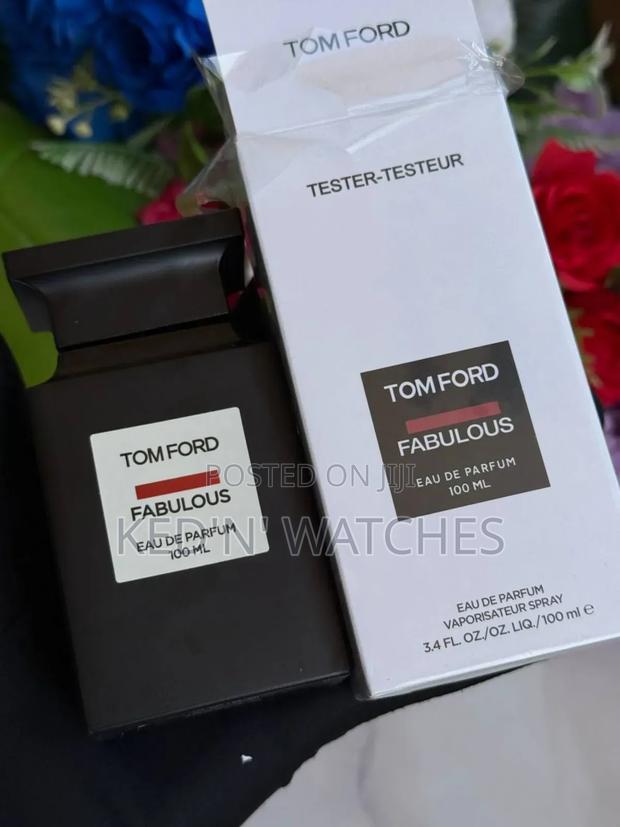 TOM FORD
TESTER-TESTEUR
TOM FORD
FABULOUS
EAU DE PARFUM
100 ML
EAU DE PARFUM
VAPORISATEUR SPRAY
3.4 FL. OZ./OZ. LIQ./100 ml e
TOM FORD
FABULOUS
EAU DE PARFUM
100 ML
POSTED ON JIJI
KED'N' WATCHES